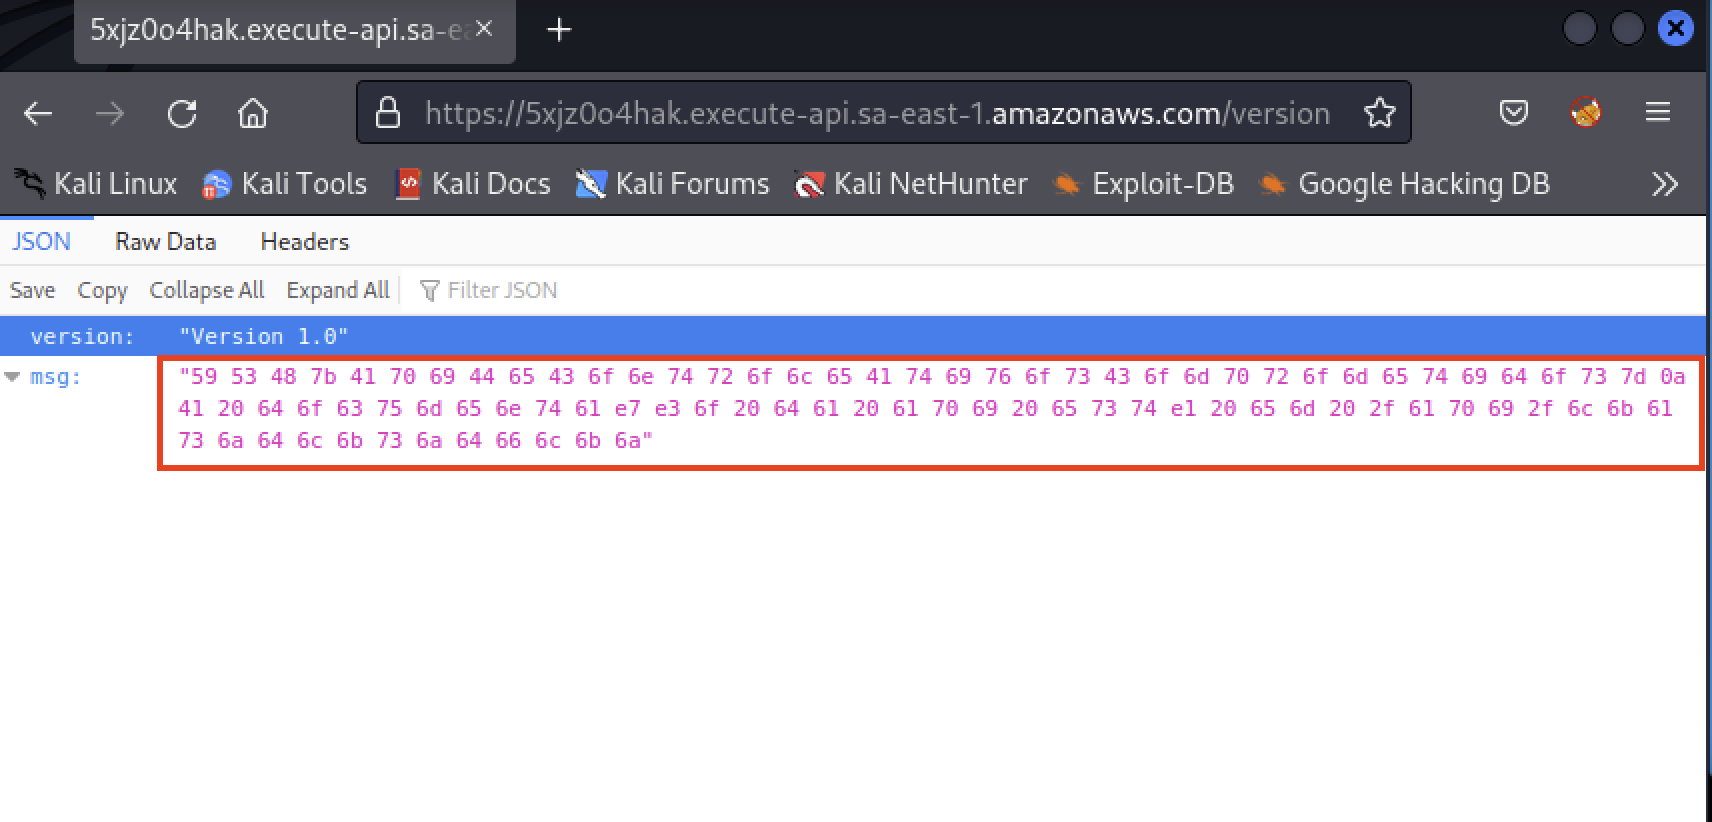 5xjz0o4hak.execute-api.sa-ea
https://5xjz0o4hak.execute-api.sa-east-1.amazonaws.com/version
Kali Linux Kali Tools Kali Docs Kali Forums Kali NetHunter Exploit-DB Google Hacking DB
JSON Raw Data Headers
Save Copy Collapse All Expand All Filter JSON
version: "Version 1.0"
msg: "59 53 48 7b 41 70 69 44 65 43 6f 6e 74 72 6f 6c 65 41 74 69 76 6f 73 43 6f 6d 70 72 6f 6d 65 74 69 64 6f 73 7d 0a
41 20 64 6f 63 75 6d 65 6e 74 61 e7 e3 6f 20 64 61 20 61 70 69 20 65 73 74 e1 20 65 6d 20 2f 61 70 69 2f 6c 6b 61
73 6a 64 6c 6b 73 6a 64 66 6c 6b 6a"